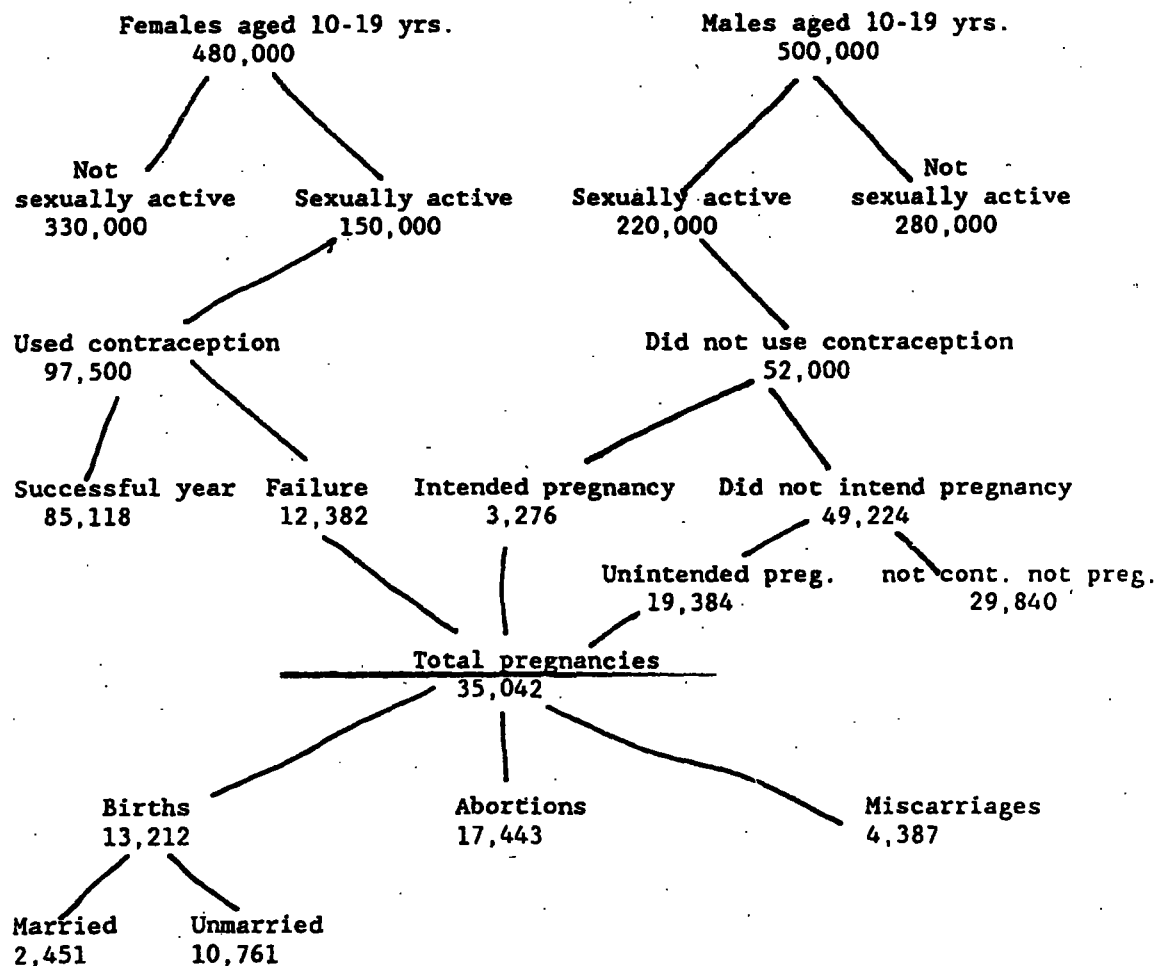 Females aged 10-19 yrs.
480,000
Males aged 10-19 yrs.
500,000
Not
sexually active
330,000
Sexually active
150,000
Sexually active
220,000
Not
sexually active
280,000
Used contraception
97,500
Did not use contraception
52,000
Successful year
85,118
Failure
12,382
Intended pregnancy
3,276
Did not intend pregnancy
49,224
Unintended preg.
19,384
not cont. not preg.
29,840
Total pregnancies
35,042
Births
13,212
Abortions
17,443
Miscarriages
4,387
Married
2,451
Unmarried
10,761